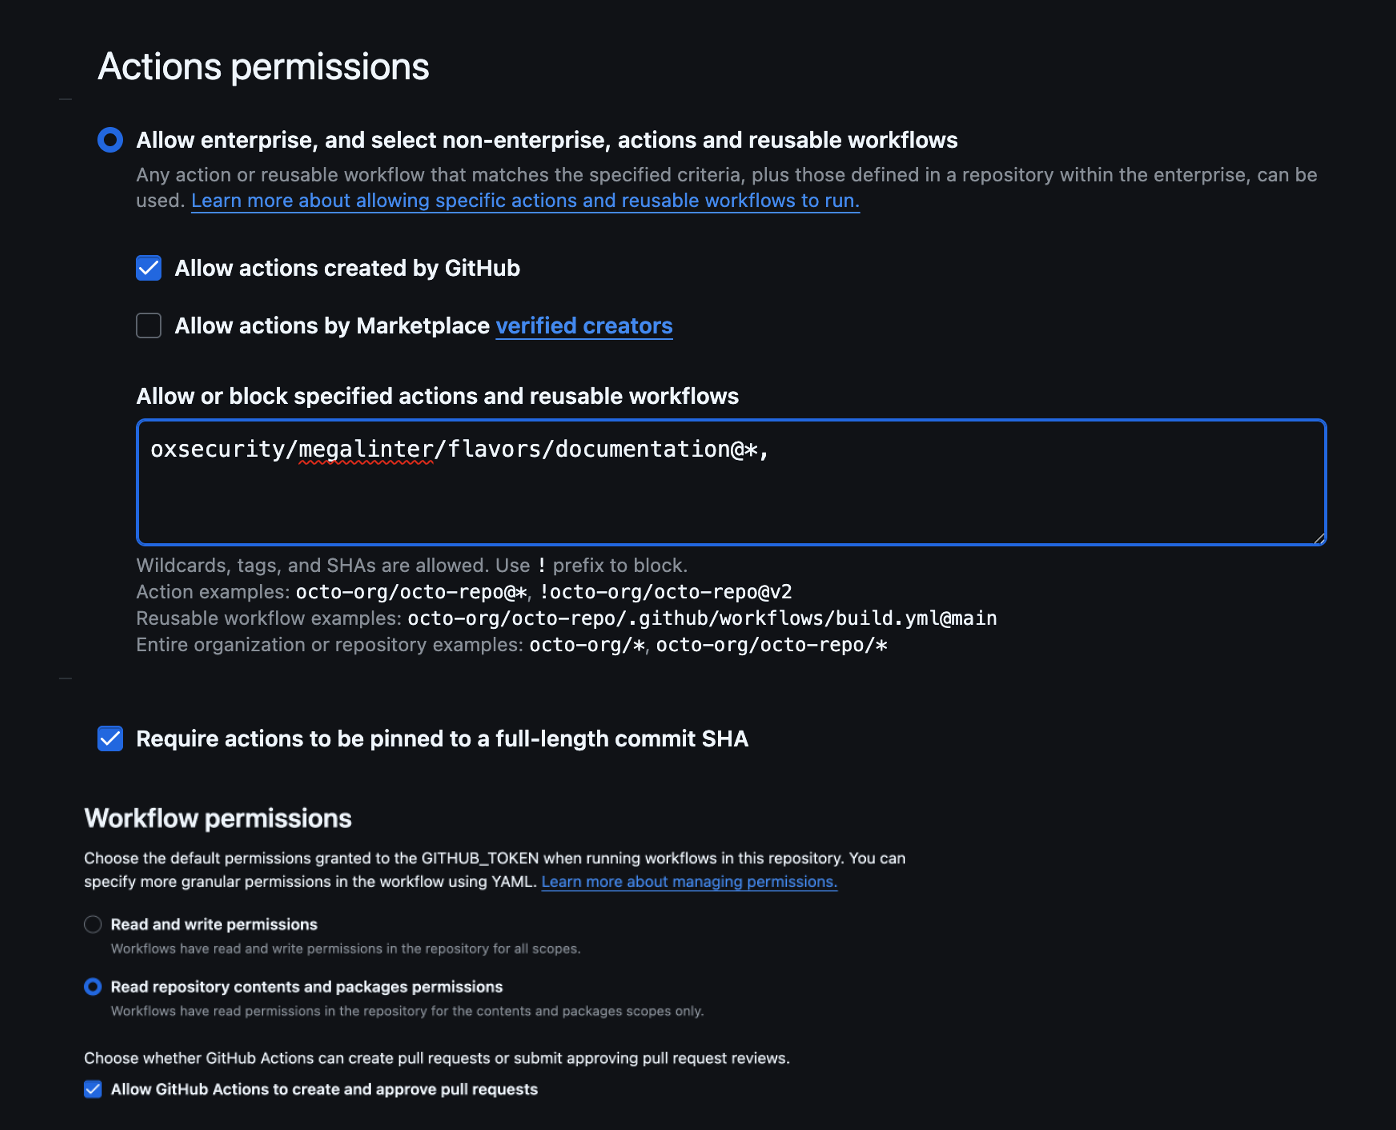 Actions permissions
Allow enterprise, and select non-enterprise, actions and reusable workflows
Any action or reusable workflow that matches the specified criteria, plus those defined in a repository within the enterprise, can be
used. Learn more about allowing specific actions and reusable workflows to run.
Allow actions created by GitHub
Allow actions by Marketplace verified creators
Allow or block specified actions and reusable workflows
oxsecurity/megalinter/flavors/documentation@*,
Wildcards, tags, and SHAs are allowed. Use ! prefix to block.
Action examples: octo-org/octo-repo@*, !octo-org/octo-repo@v2
Reusable workflow examples: octo-org/octo-repo/.github/workflows/build.yml@main
Entire organization or repository examples: octo-org/*, octo-org/octo-repo/*
Require actions to be pinned to a full-length commit SHA
Workflow permissions
Choose the default permissions granted to the GITHUB_TOKEN when running workflows in this repository. You can
specify more granular permissions in the workflow using YAML. Learn more about managing permissions.
Read and write permissions
Workflows have read and write permissions in the repository for all scopes.
Read repository contents and packages permissions
Workflows have read permissions in the repository for the contents and packages scopes only.
Choose whether GitHub Actions can create pull requests or submit approving pull request reviews.
Allow GitHub Actions to create and approve pull requests